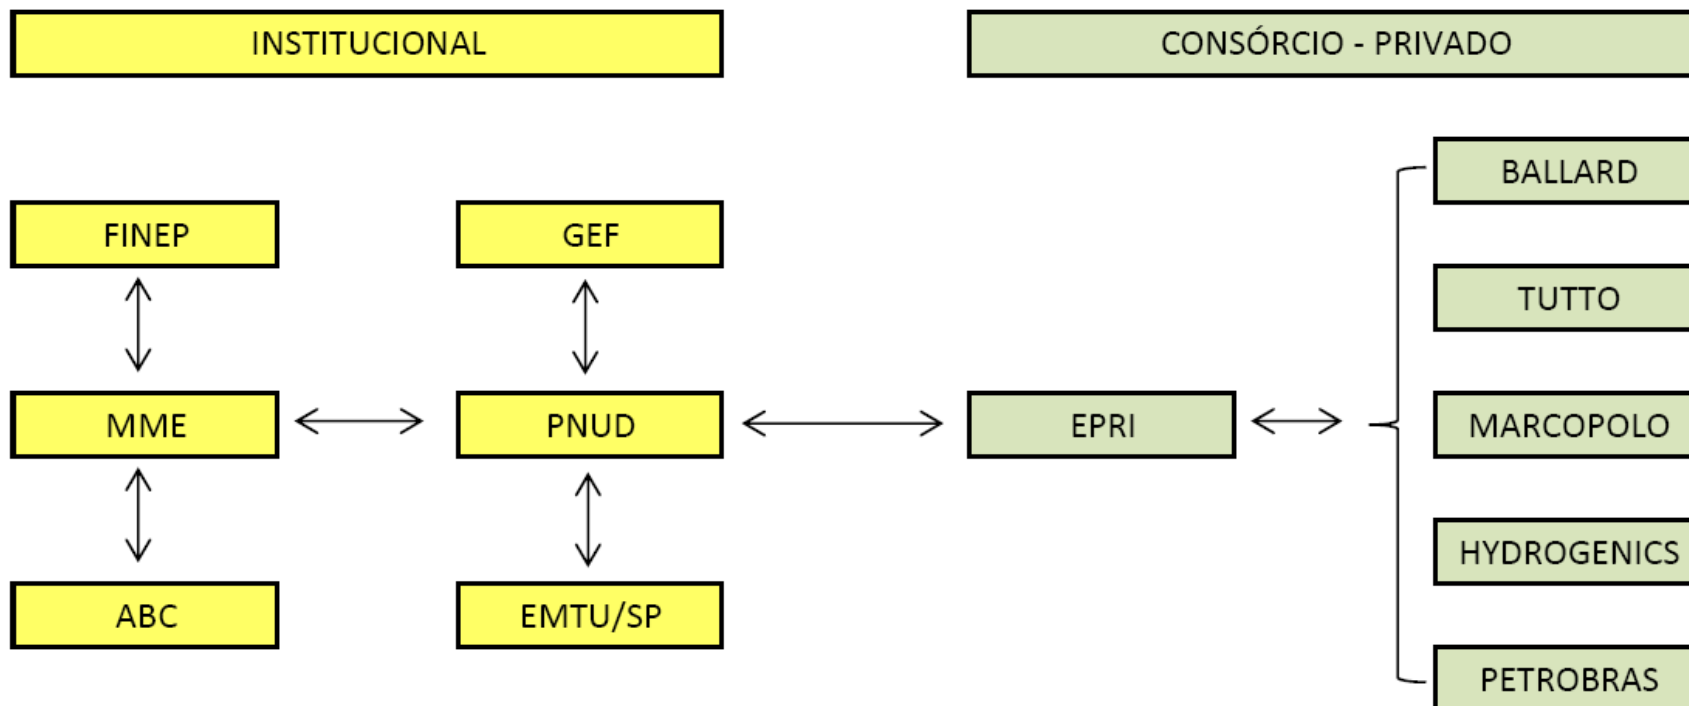 INSTITUCIONAL
CONSÓRCIO - PRIVADO
BALLARD
FINEP
GEF
TUTTO
MME
PNUD
EPRI
MARCOPOLO
HYDROGENICS
ABC
EMTU/SP
PETROBRAS